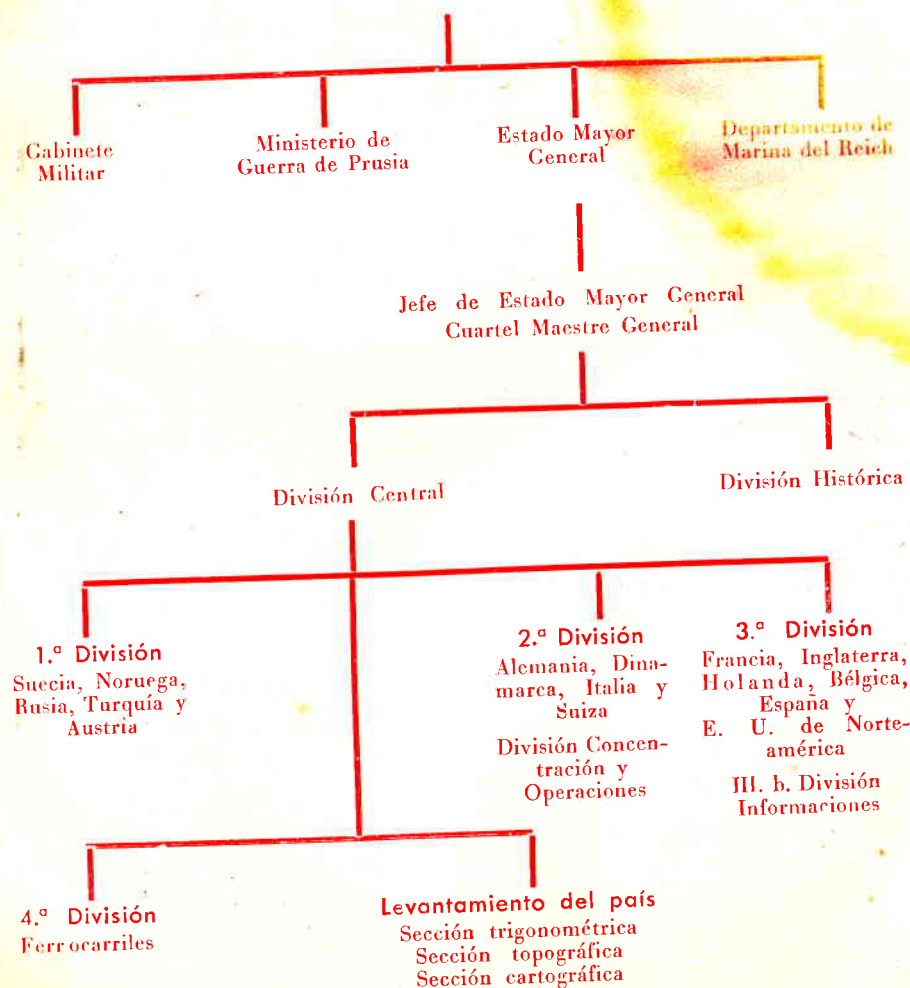 Gabinete
Militar
Ministerio de
Guerra de Prusia
Estado Mayor
General
Departamento de
Marina del Reich
Jefe de Estado Mayor General
Cuartel Maestre General
División Central
División Histórica
1.ª División
Suecia, Noruega,
Rusia, Turquía y
Austria
2.ª División
Alemania, Dina-
marca, Italia y
Suiza
División Concen-
tración y
Operaciones
3.ª División
Francia, Inglaterra,
Holanda, Bélgica,
España y
E. U. de Norte-
américa
III. b. División
Informaciones
4.ª División
Ferrocarriles
Levantamiento del país
Sección trigonométrica
Sección topográfica
Sección cartográfica